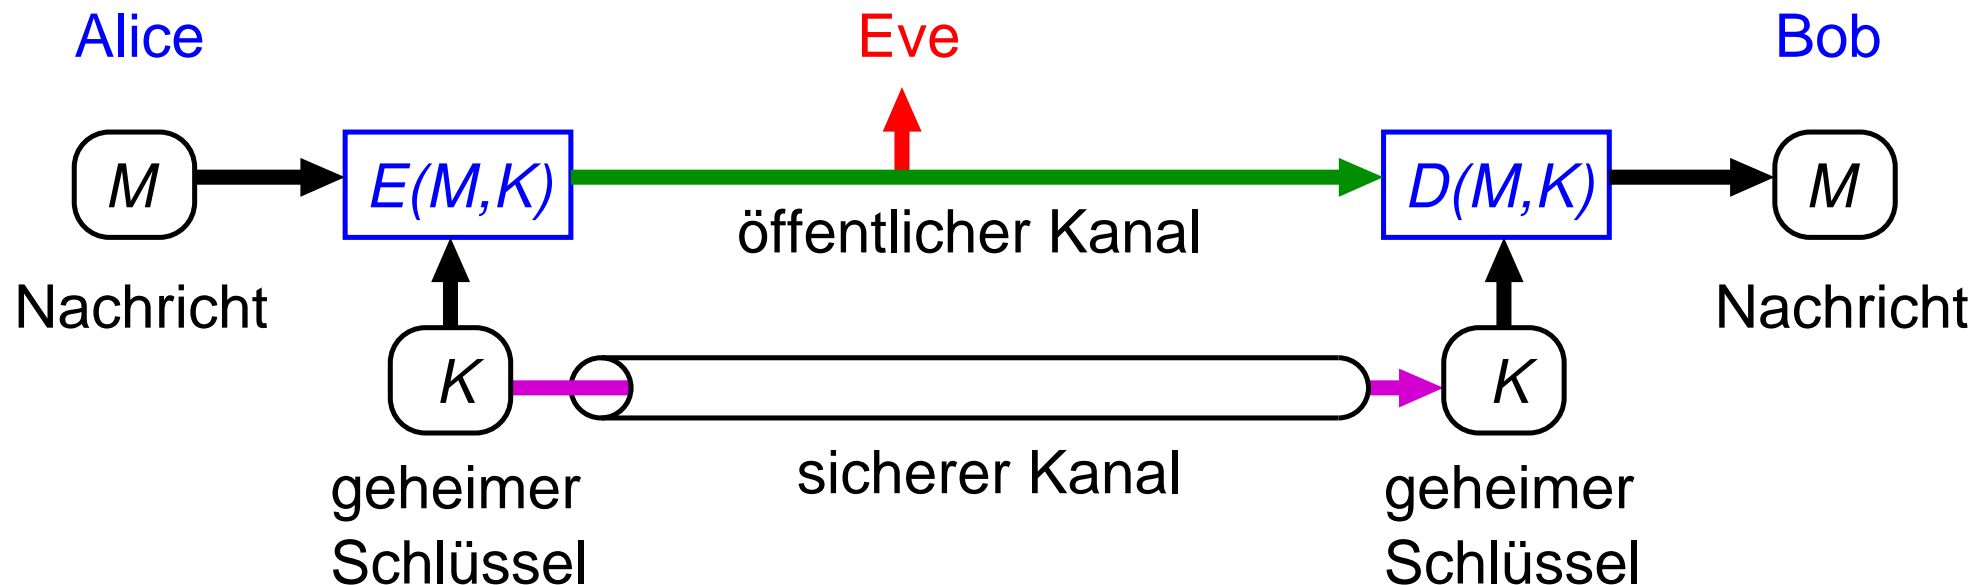 Alice
Eve
Bob
M
E(M,K)
D(M,K)
M
öffentlicher Kanal
Nachricht
Nachricht
K
K
sicherer Kanal
geheimer
Schlüssel
geheimer
Schlüssel